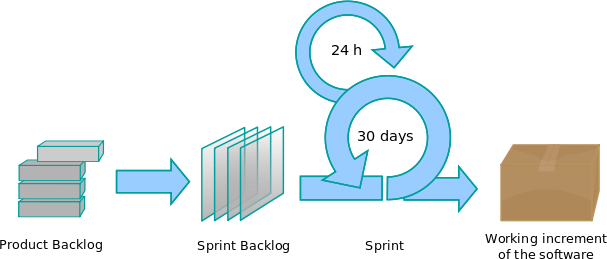 24 h
30 days
Product Backlog
Sprint Backlog
Sprint
Working increment
of the software